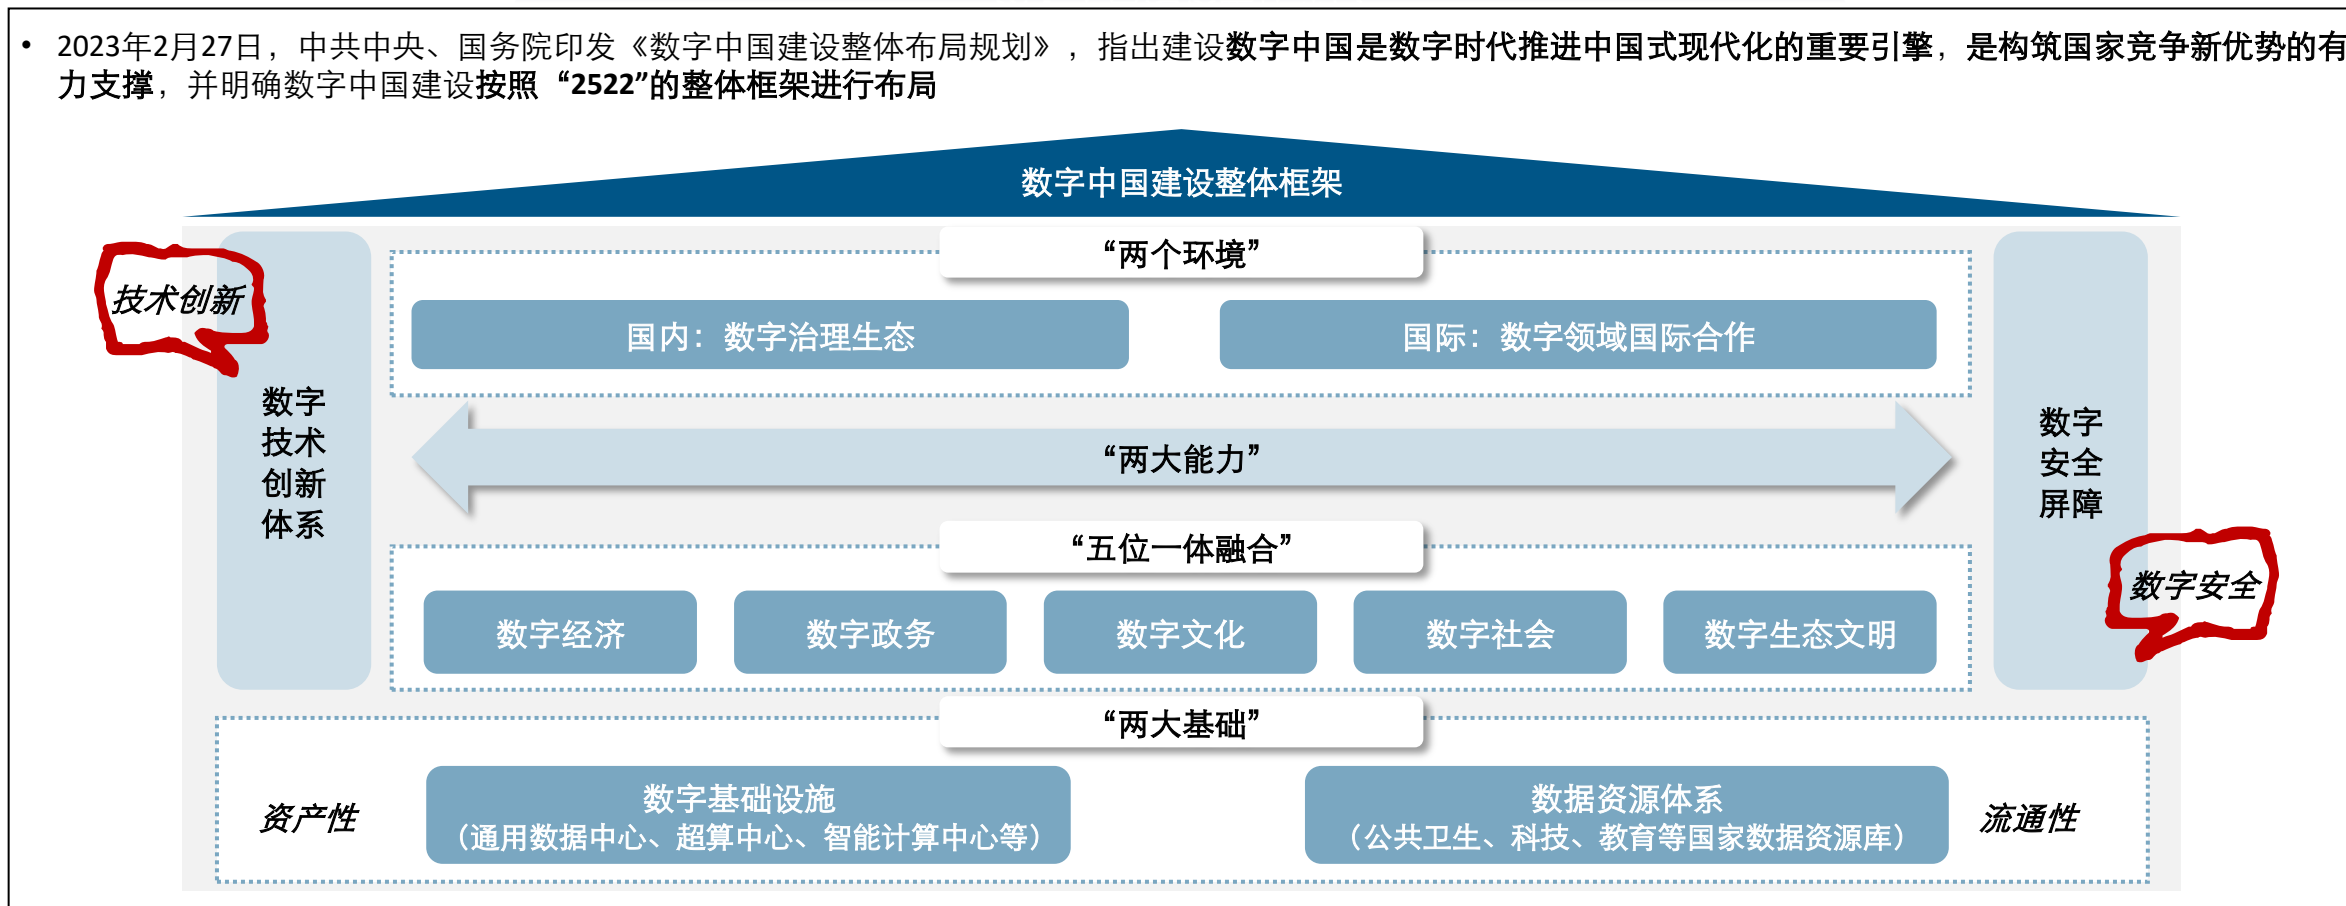 • 2023年2月27日，中共中央、国务院印发《数字中国建设整体布局规划》，指出建设数字中国是数字时代推进中国式现代化的重要引擎，是构筑国家竞争新优势的有
力支撑，并明确数字中国建设按照“2522”的整体框架进行布局
数字中国建设整体框架
“两个环境”
技术创新
国内：数字治理生态
国际：数字领域国际合作
数字
技术
创新
体系
“两大能力”
数字
安全
屏障
“五位一体融合”
数字安全
数字经济
数字政务
数字文化
数字社会
数字生态文明
“两大基础”
资产性
数字基础设施
（通用数据中心、超算中心、智能计算中心等）
数据资源体系
（公共卫生、科技、教育等国家数据资源库）
流通性